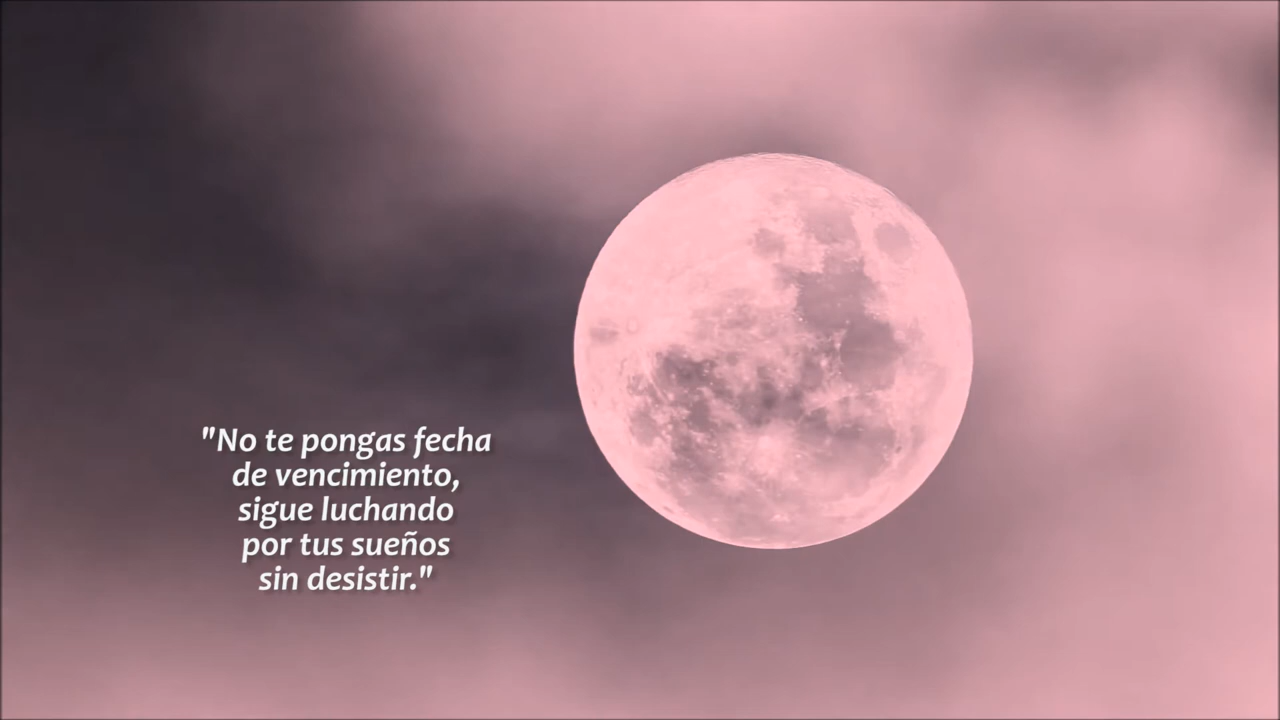 "No te pongas fecha
de vencimiento,
sigue luchando
por tus sueños
sin desistir."